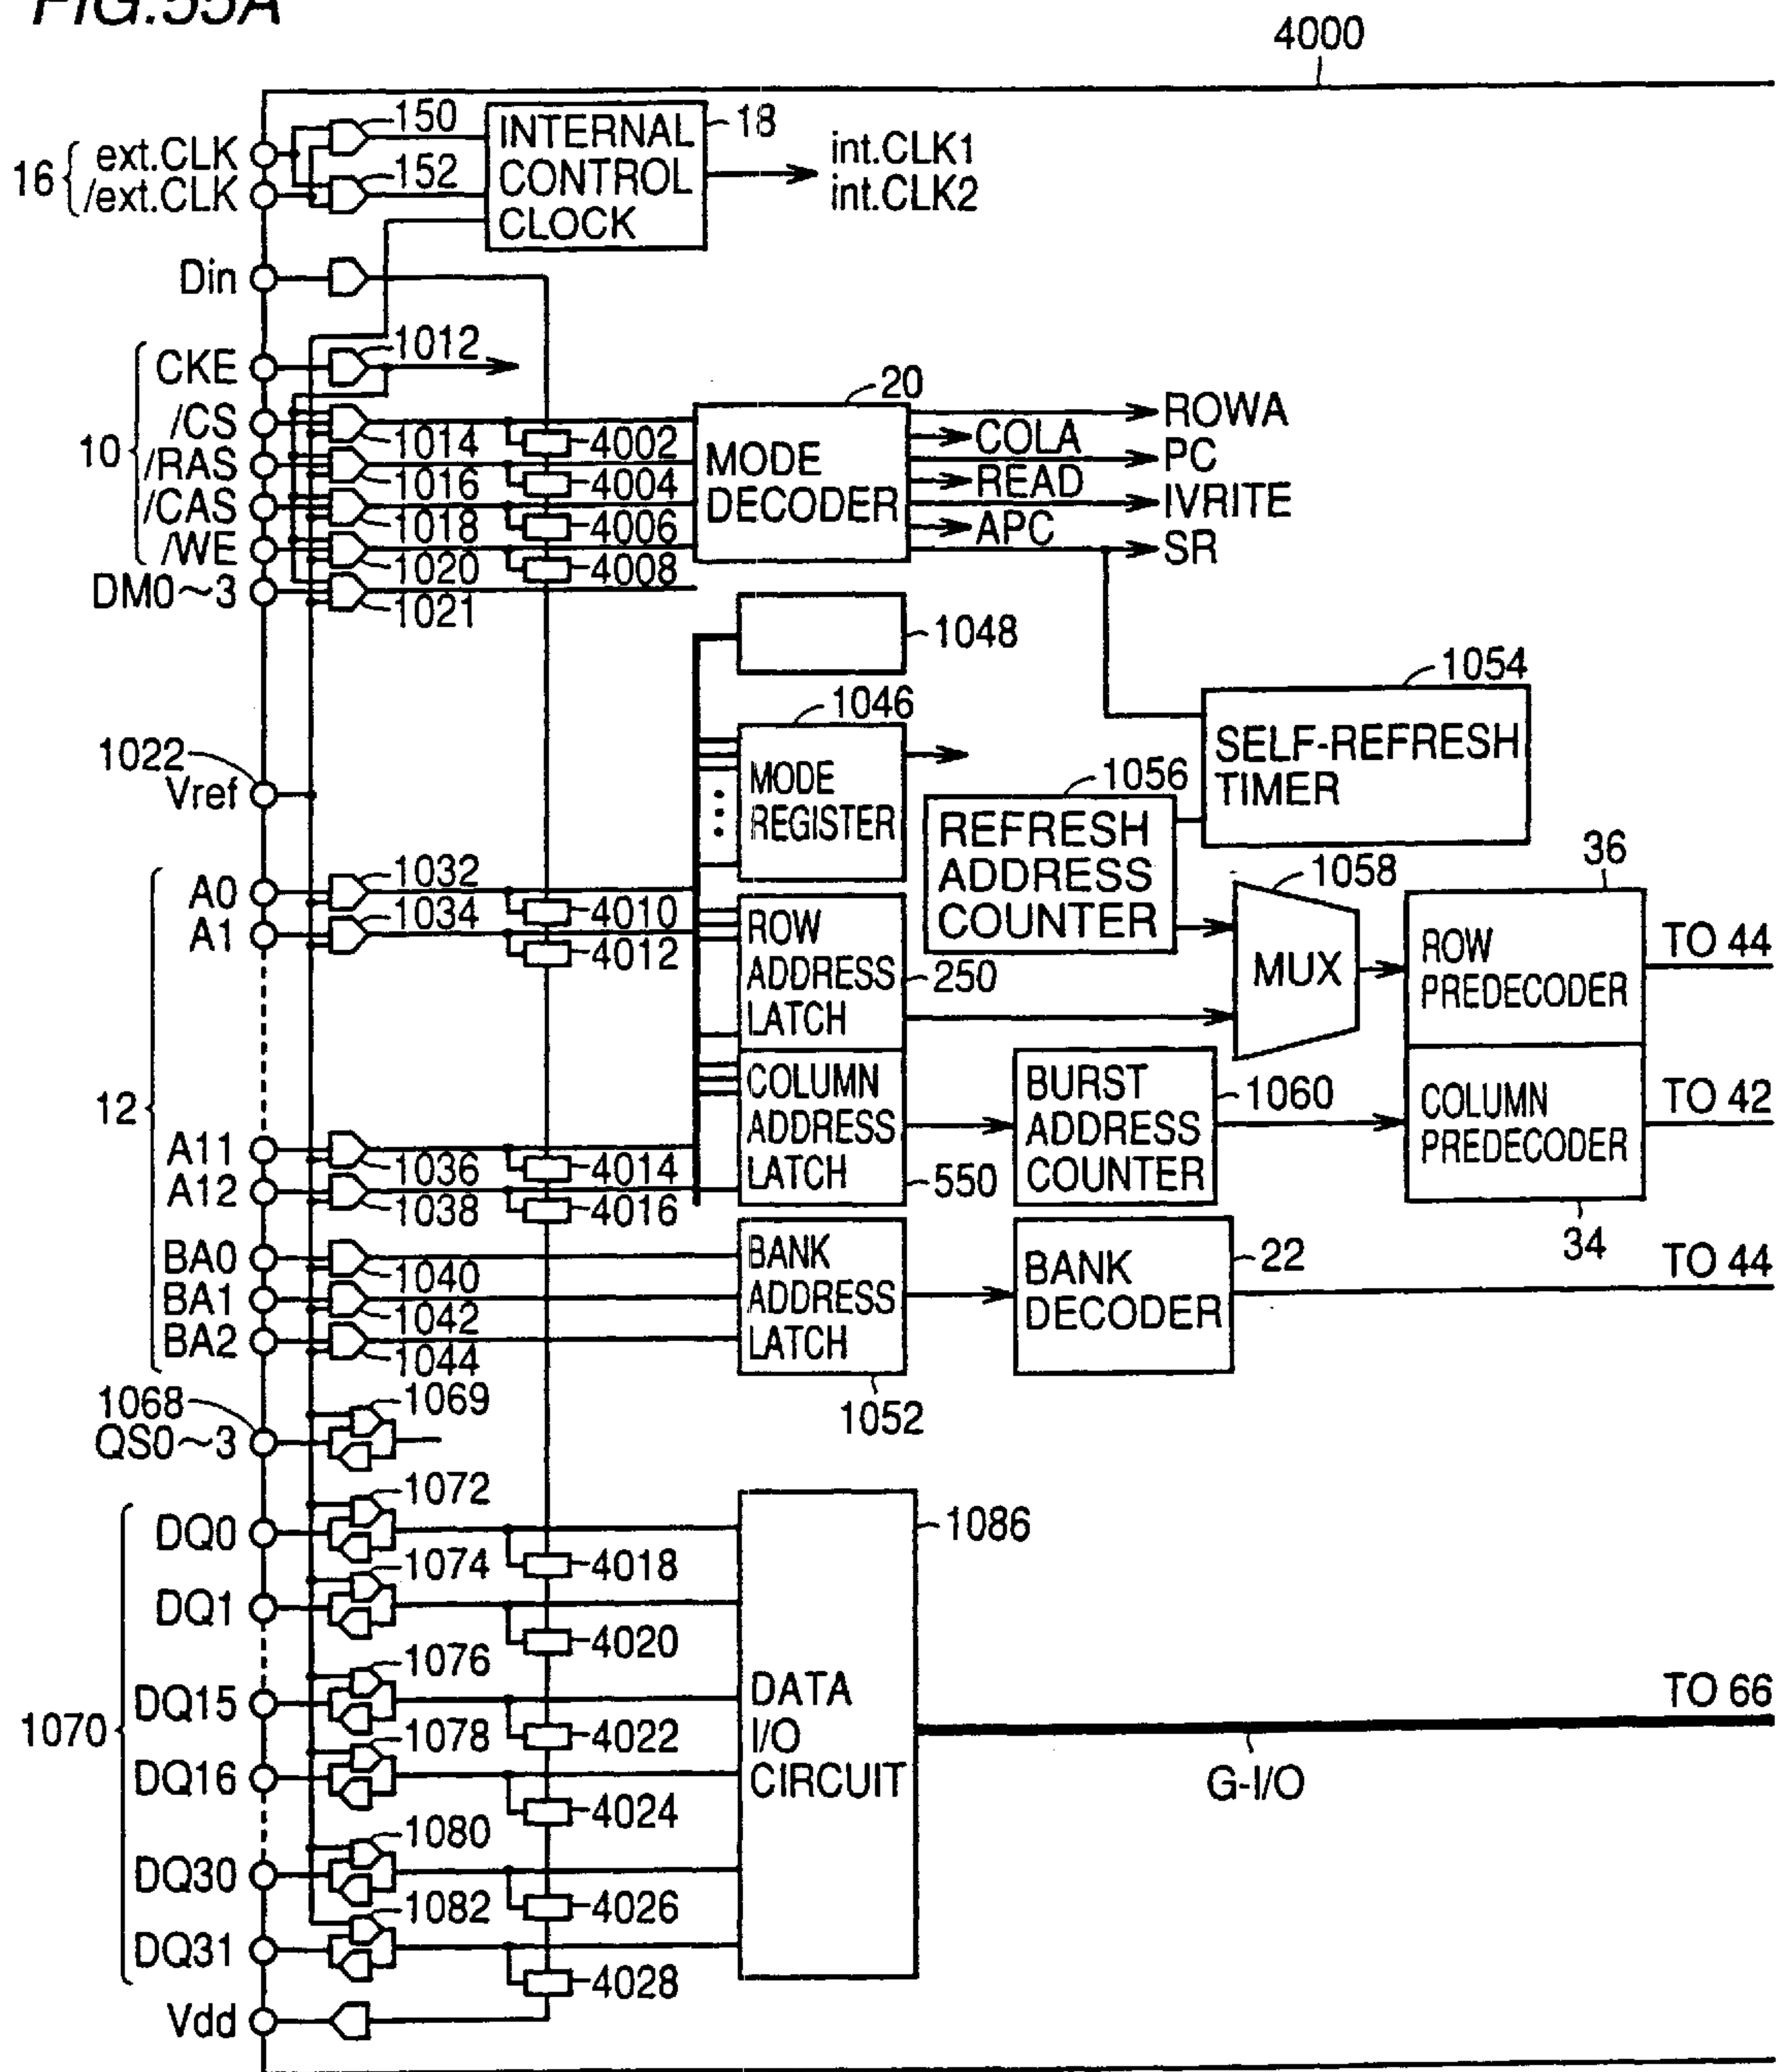 FIG.55A
4000
16
ext.CLK
/ext.CLK
150
152
INTERNAL
CONTROL
CLOCK
18
int.CLK1
int.CLK2
Din
10
CKE
1012
/CS
1014
/RAS
1016
/CAS
1018
/WE
1020
DM0~3
1021
4002
4004
4006
4008
20
MODE
DECODER
ROWA
COLA
PC
READ
IVRITE
APC
SR
1048
1046
MODE
REGISTER
1054
SELF-REFRESH
TIMER
1056
REFRESH
ADDRESS
COUNTER
1022
Vref
12
A0
1032
A1
1034
4010
4012
ROW
ADDRESS
LATCH
250
1058
MUX
36
ROW
PREDECODER
TO 44
A11
1036
A12
1038
4014
4016
COLUMN
ADDRESS
LATCH
550
BURST
ADDRESS
COUNTER
1060
COLUMN
PREDECODER
34
TO 42
BA0
1040
BA1
1042
BA2
1044
BANK
ADDRESS
LATCH
1052
BANK
DECODER
22
TO 44
1068
QS0~3
1069
1070
DQ0
1072
4018
DQ1
1074
4020
DQ15
1076
4022
DQ16
1078
4024
DQ30
1080
4026
DQ31
1082
4028
DATA
I/O
CIRCUIT
1086
G-I/O
TO 66
Vdd